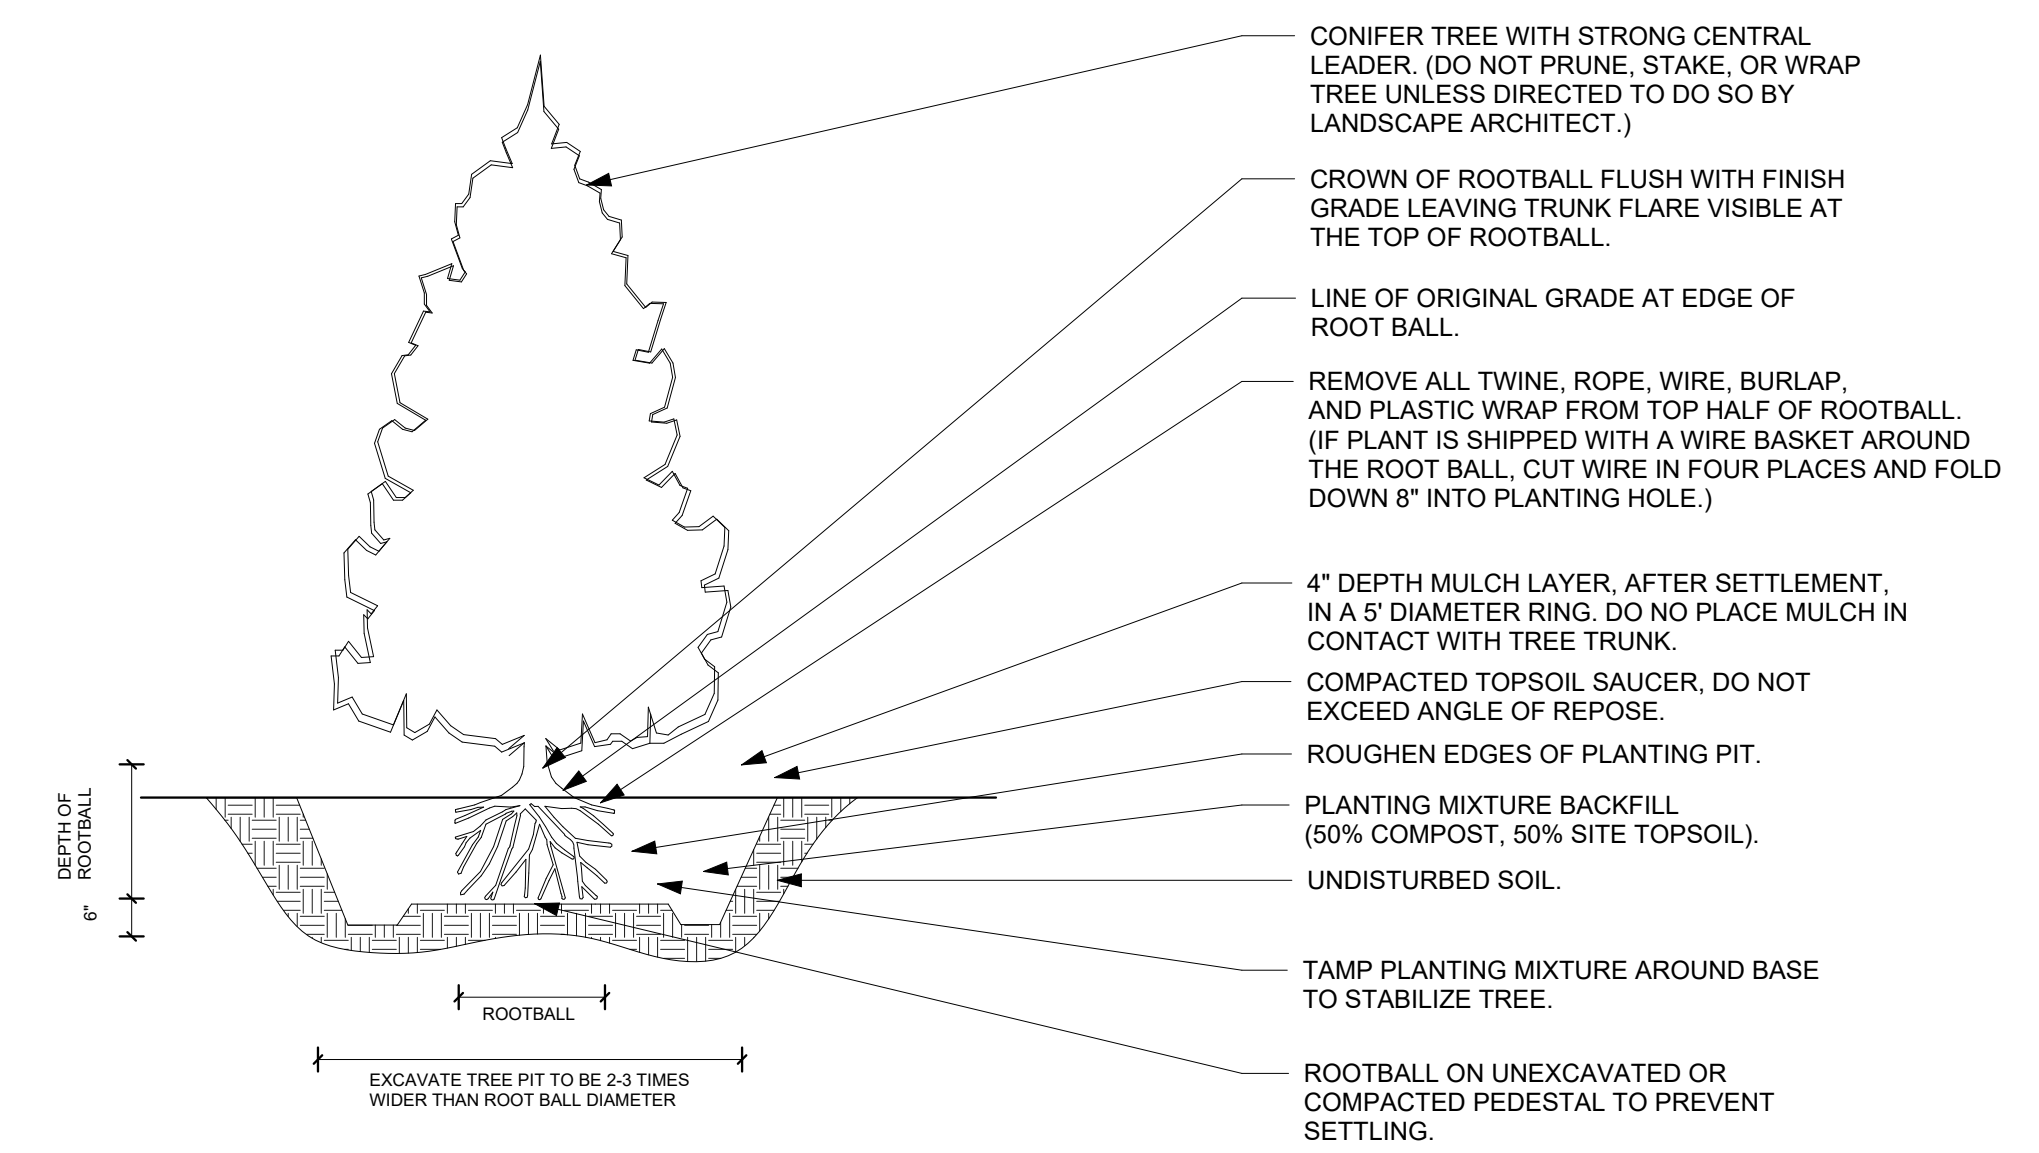 CONIFER TREE WITH STRONG CENTRAL
LEADER. (DO NOT PRUNE, STAKE, OR WRAP
TREE UNLESS DIRECTED TO DO SO BY
LANDSCAPE ARCHITECT.)
CROWN OF ROOTBALL FLUSH WITH FINISH
GRADE LEAVING TRUNK FLARE VISIBLE AT
THE TOP OF ROOTBALL.
LINE OF ORIGINAL GRADE AT EDGE OF
ROOT BALL.
REMOVE ALL TWINE, ROPE, WIRE, BURLAP,
AND PLASTIC WRAP FROM TOP HALF OF ROOTBALL.
(IF PLANT IS SHIPPED WITH A WIRE BASKET AROUND
THE ROOT BALL, CUT WIRE IN FOUR PLACES AND FOLD
DOWN 8" INTO PLANTING HOLE.)
4" DEPTH MULCH LAYER, AFTER SETTLEMENT,
IN A 5' DIAMETER RING. DO NO PLACE MULCH IN
CONTACT WITH TREE TRUNK.
COMPACTED TOPSOIL SAUCER, DO NOT
EXCEED ANGLE OF REPOSE.
ROUGHEN EDGES OF PLANTING PIT.
PLANTING MIXTURE BACKFILL
(50% COMPOST, 50% SITE TOPSOIL).
UNDISTURBED SOIL.
TAMP PLANTING MIXTURE AROUND BASE
TO STABILIZE TREE.
ROOTBALL ON UNEXCAVATED OR
COMPACTED PEDESTAL TO PREVENT
SETTLING.
DEPTH OF
ROOTBALL
6"
ROOTBALL
EXCAVATE TREE PIT TO BE 2-3 TIMES
WIDER THAN ROOT BALL DIAMETER